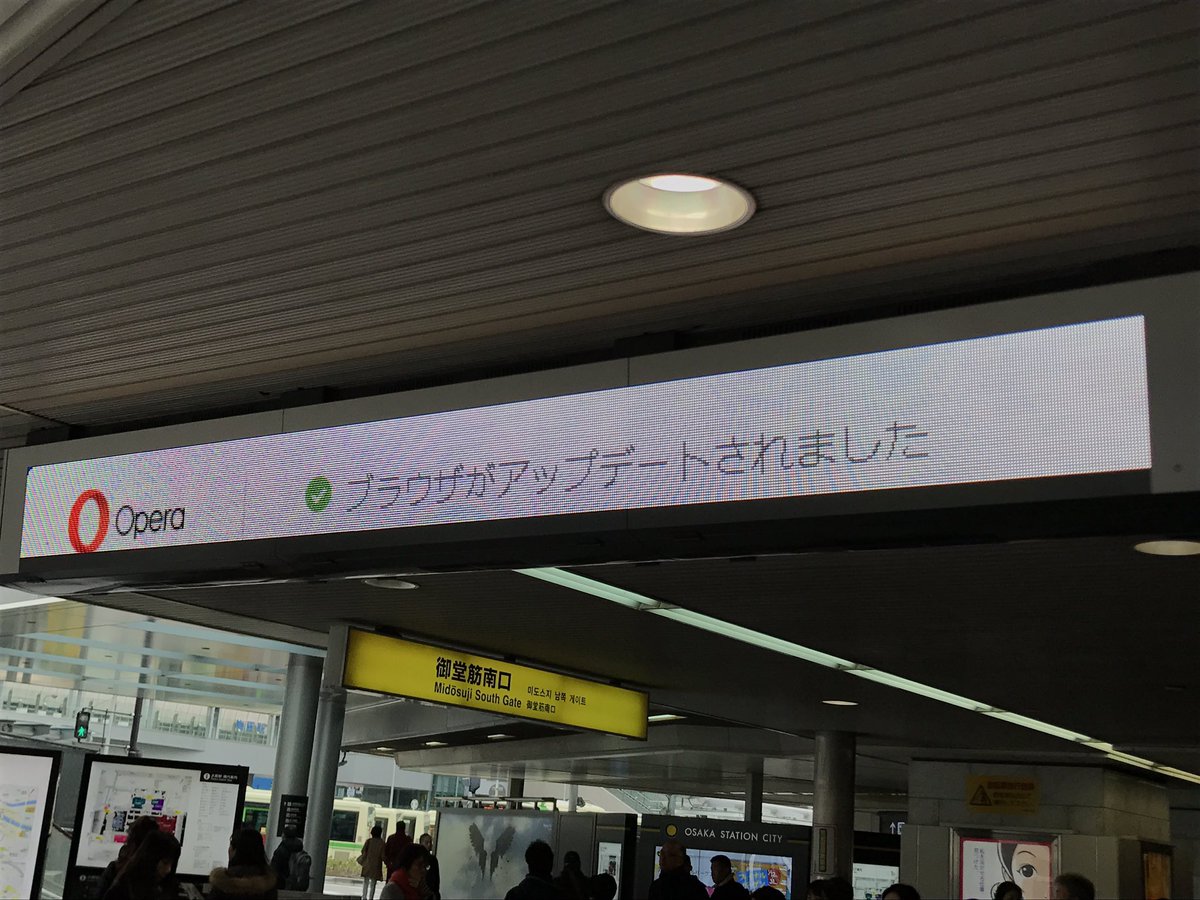 Opera
ブラウザがアップデートされました
御堂筋南口
Midōsuji South Gate
미도스지 남쪽 게이트
御堂筋南口
OSAKA STATION CITY